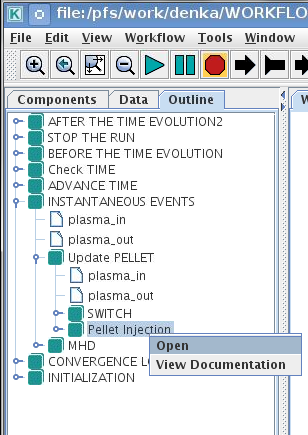 file:/pfs/work/denka/WORKFLO
File Edit View Workflow Tools Window
Components Data Outline
AFTER THE TIME EVOLUTION2
STOP THE RUN
BEFORE THE TIME EVOLUTION
Check TIME
ADVANCE TIME
INSTANTANEOUS EVENTS
plasma_in
plasma_out
Update PELLET
plasma_in
plasma_out
SWITCH
Pellet Injection
Open
MHD
View Documentation
CONVERGENCE LO
INITIALIZATION